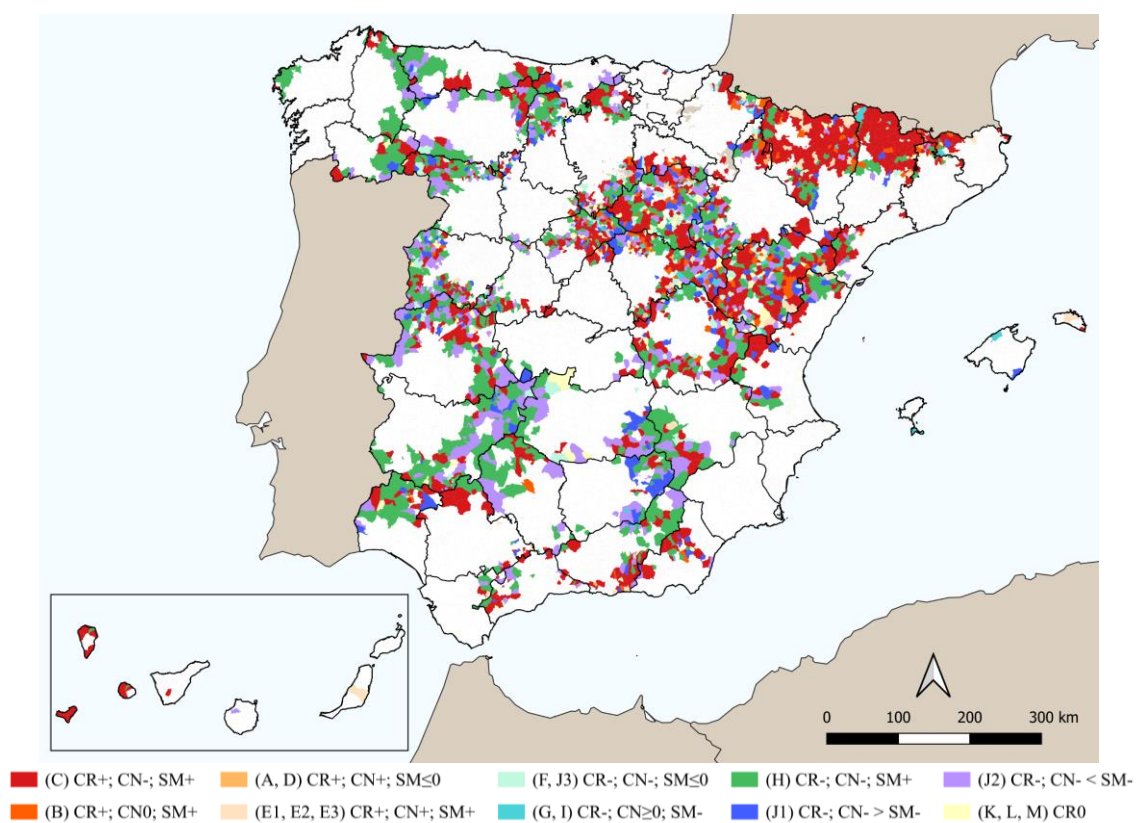 0 100 200 300 km
(C) CR+; CN-; SM+ (A, D) CR+; CN+; SM≤0 (F, J3) CR-; CN-; SM≤0 (H) CR-; CN-; SM+ (J2) CR-; CN- < SM-
(B) CR+; CN0; SM+ (E1, E2, E3) CR+; CN+; SM+ (G, I) CR-; CN≥0; SM- (J1) CR-; CN- > SM- (K, L, M) CR0